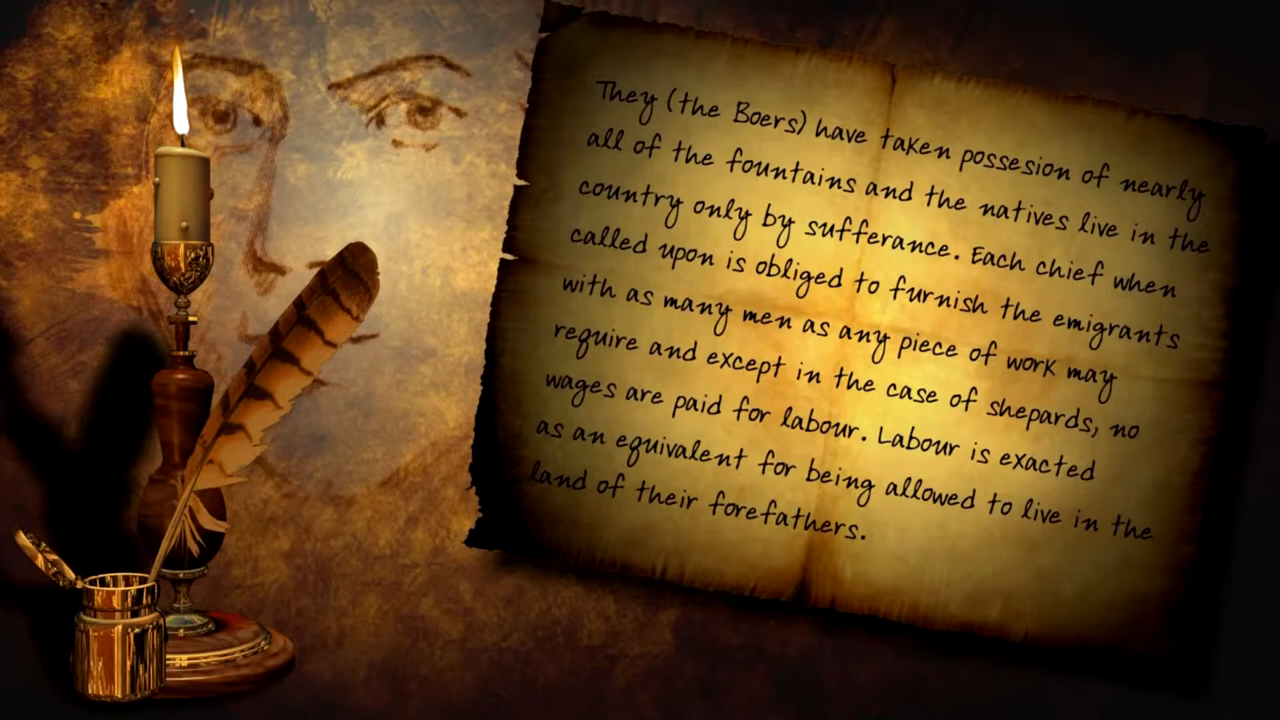 They (the Boers) have taken possesion of nearly
all of the fountains and the natives live in the
country only by sufferance. Each chief when
called upon is obliged to furnish the emigrants
with as many men as any piece of work may
require and except in the case of shepards, no
wages are paid for labour. Labour is exacted
as an equivalent for being allowed to live in the
land of their forefathers.